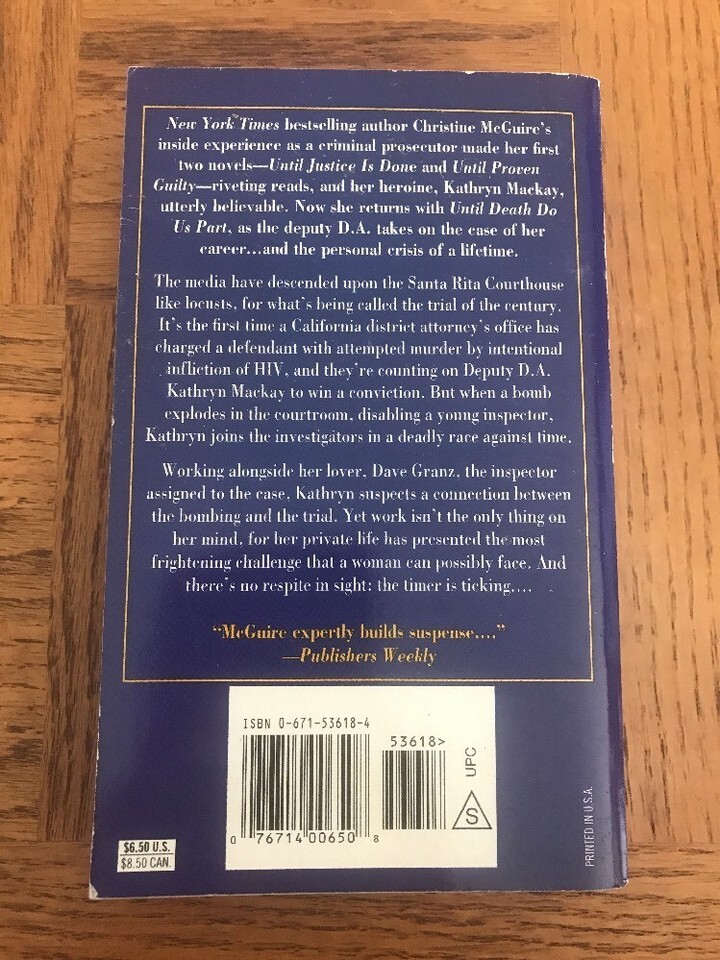 New York Times bestselling author Christine McGuire's
inside experience as a criminal prosecutor made her first
two novels—Until Justice Is Done and Until Proven
Guilty—riveting reads, and her heroine, Kathryn Mackay,
utterly believable. Now she returns with Until Death Do
Us Part, as the deputy D.A. takes on the case of her
career...and the personal crisis of a lifetime.
The media have descended upon the Santa Rita Courthouse
like locusts, for what's being called the trial of the century.
It's the first time a California district attorney's office has
charged a defendant with attempted murder by intentional
infliction of HIV, and they're counting on Deputy D.A.
Kathryn Mackay to win a conviction. But when a bomb
explodes in the courtroom, disabling a young inspector,
Kathryn joins the investigators in a deadly race against time.
Working alongside her lover, Dave Granz, the inspector
assigned to the case, Kathryn suspects a connection between
the bombing and the trial. Yet work isn't the only thing on
her mind, for her private life has presented the most
frightening challenge that a woman can possibly face. And
there's no respite in sight: the timer is ticking....
"McGuire expertly builds suspense...."
—Publishers Weekly
ISBN 0-671-53618-4
53618>
0 76714 00650 8
UPC
S
$6.50 U.S.
$8.50 CAN.
PRINTED IN U.S.A.